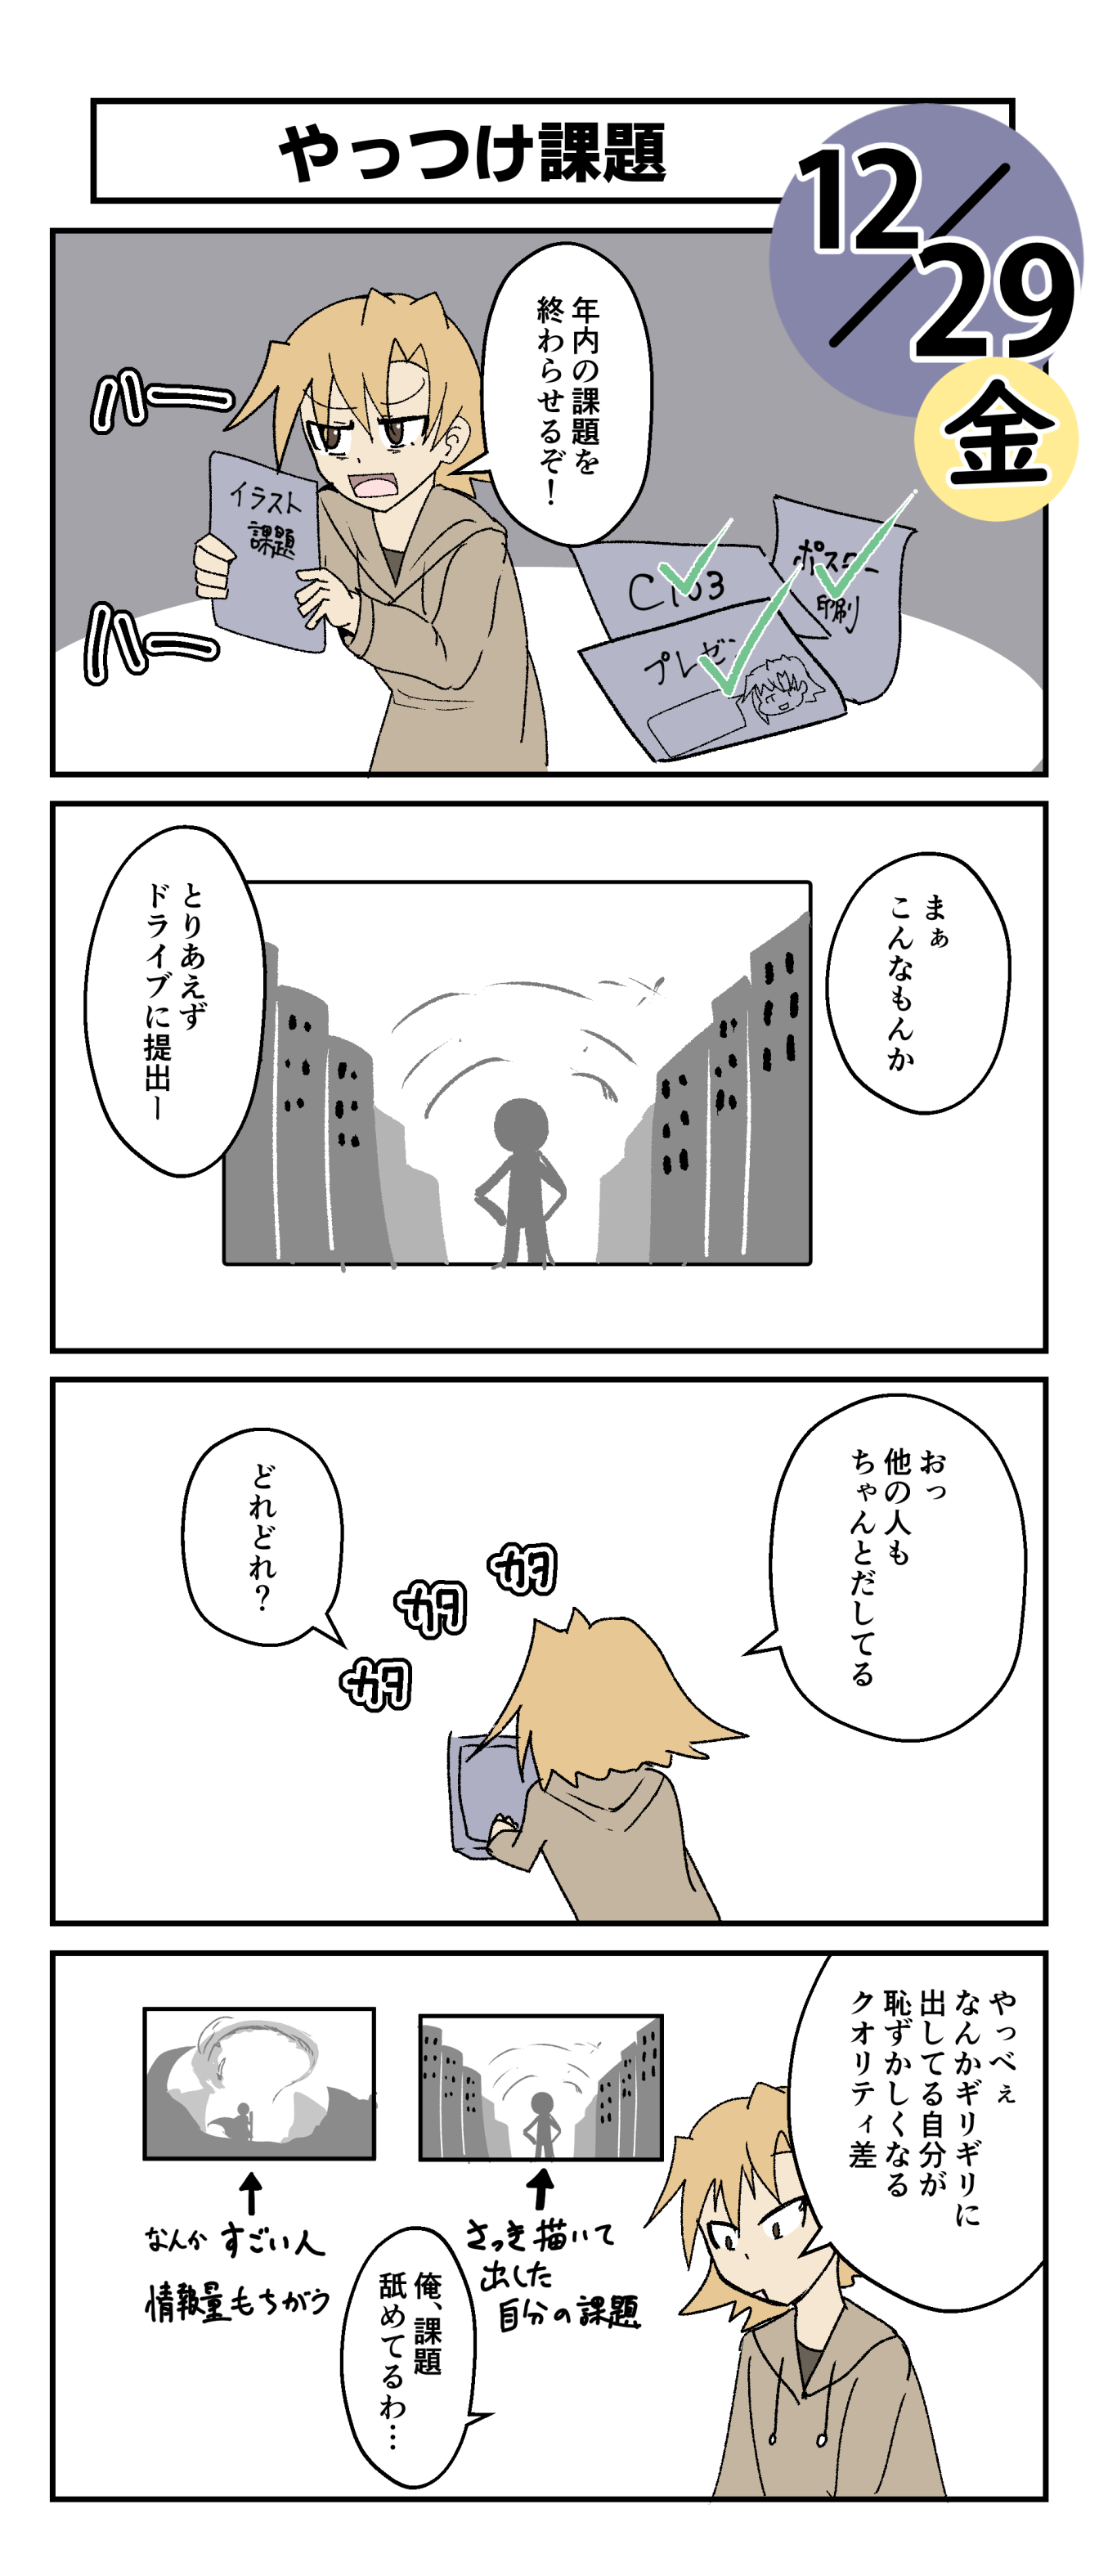 やっつけ課題
12/29
金
年内の課題を
終わらせるぞ！
ハー
ハー
イラスト
課題
C103
ポスター
印刷
プレゼン
まぁ
こんなもんか
とりあえず
ドライブに提出ー
おっ
他の人も
ちゃんとだしてる
どれどれ？
カタ
カタ
カタ
やっべぇ
なんかギリギリに
出してる自分が
恥ずかしくなる
クオリティ差
さっき描いて
出した
自分の課題
なんかすごい人
情報量もちがう
俺、課題
舐めてるわ…